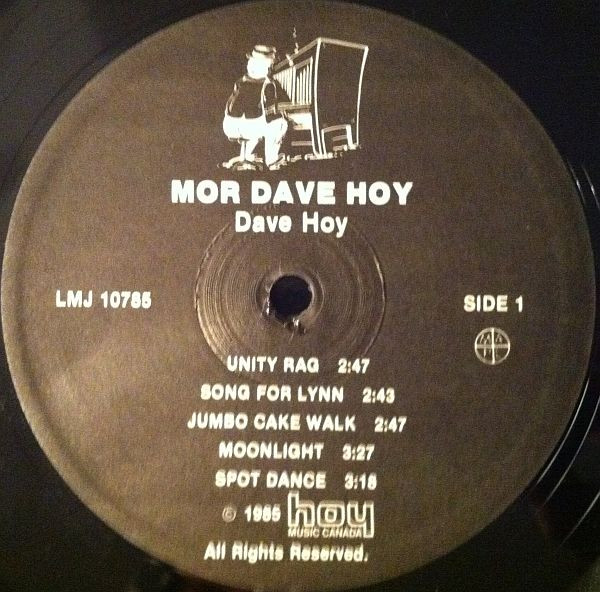 MOR DAVE HOY
Dave Hoy
LMJ 10785
SIDE 1
M A
P L
UNITY RAG 2:47
SONG FOR LYNN 2:43
JUMBO CAKE WALK 2:47
MOONLIGHT 3:27
SPOT DANCE 3:18
© 1985 hoy
MUSIC CANADA
All Rights Reserved.